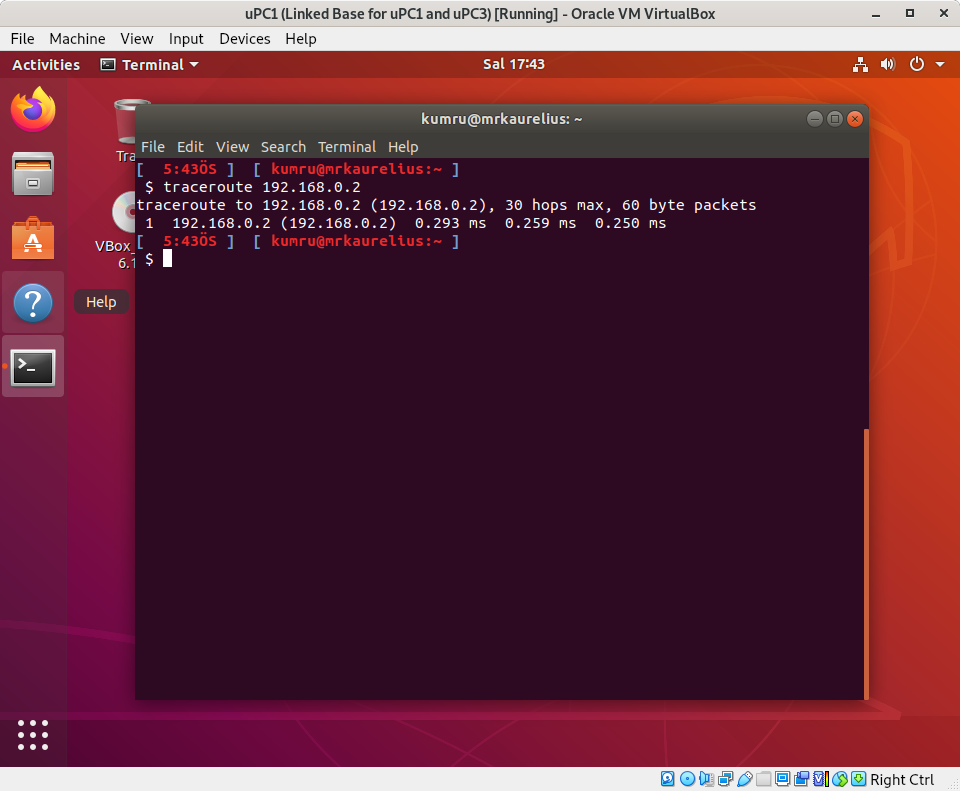 uPC1 (Linked Base for uPC1 and uPC3) [Running] - Oracle VM VirtualBox
File Machine View Input Devices Help
Activities Terminal Sal 17:43
kumru@mrkaurelius: ~
File Edit View Search Terminal Help
[ 5:43ÖS ] [ kumru@mrkaurelius:~ ]
$ traceroute 192.168.0.2
traceroute to 192.168.0.2 (192.168.0.2), 30 hops max, 60 byte packets
1 192.168.0.2 (192.168.0.2) 0.293 ms 0.259 ms 0.250 ms
[ 5:43ÖS ] [ kumru@mrkaurelius:~ ]
$
Tra
VBox_
6.1
Help
Right Ctrl